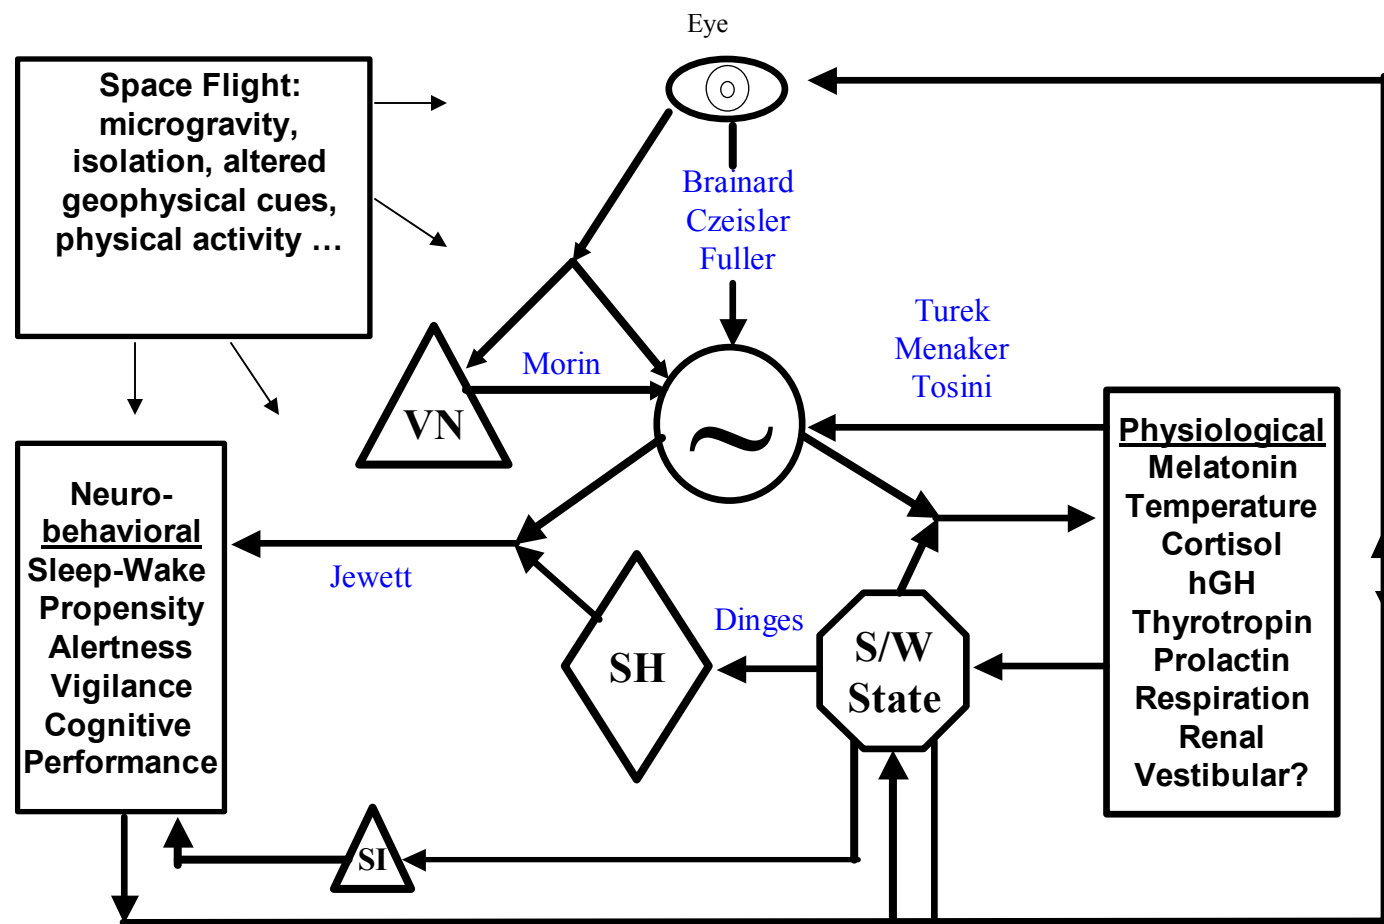 Eye
Space Flight:
microgravity,
isolation, altered
geophysical cues,
physical activity …
Brainard
Czeisler
Fuller
Turek
Menaker
Tosini
Morin
VN
~
Physiological
Melatonin
Temperature
Cortisol
hGH
Thyrotropin
Prolactin
Respiration
Renal
Vestibular?
Neuro-
behavioral
Sleep-Wake
Propensity
Alertness
Vigilance
Cognitive
Performance
Jewett
Dinges
SH
S/W
State
SI